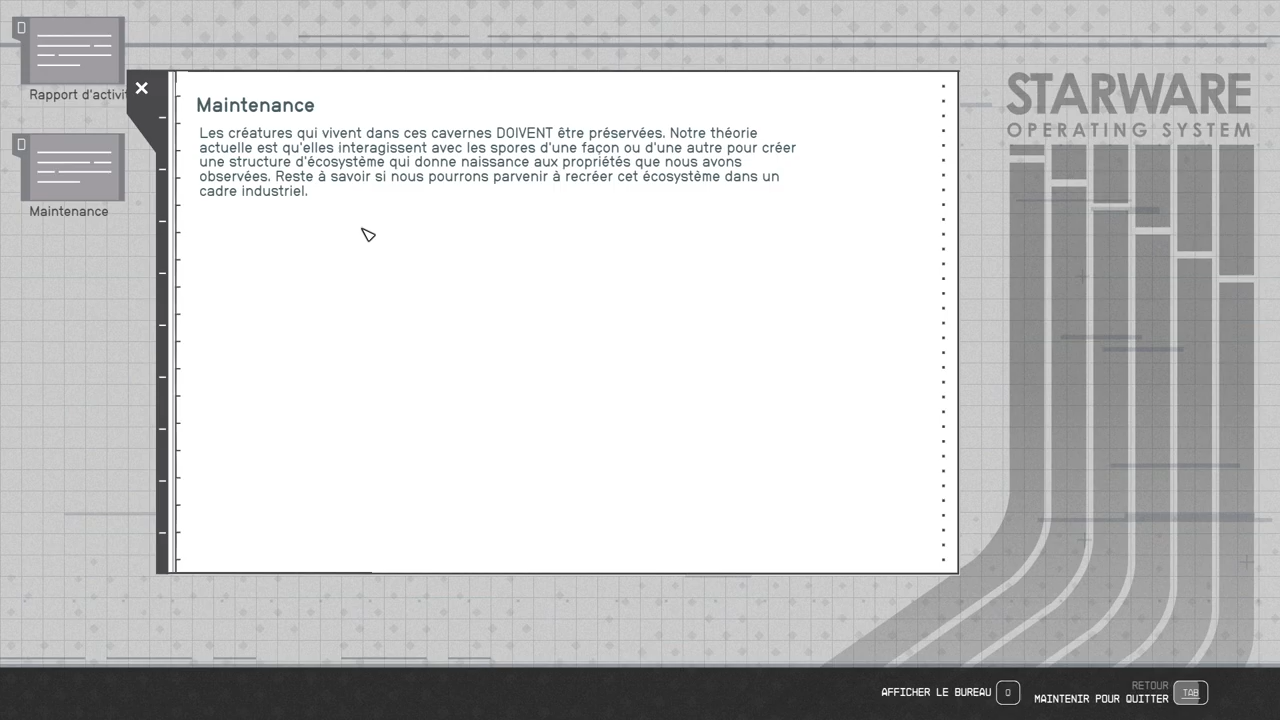 D
Rapport d'activi
D
Maintenance
Maintenance
Les créatures qui vivent dans ces cavernes DOIVENT être préservées. Notre théorie
actuelle est qu'elles interagissent avec les spores d'une façon ou d'une autre pour créer
une structure d'écosystème qui donne naissance aux propriétés que nous avons
observées. Reste à savoir si nous pourrons parvenir à recréer cet écosystème dans un
cadre industriel.
STARWARE
OPERATING SYSTEM
AFFICHER LE BUREAU O
RETOUR
MAINTENIR POUR QUITTER TAB